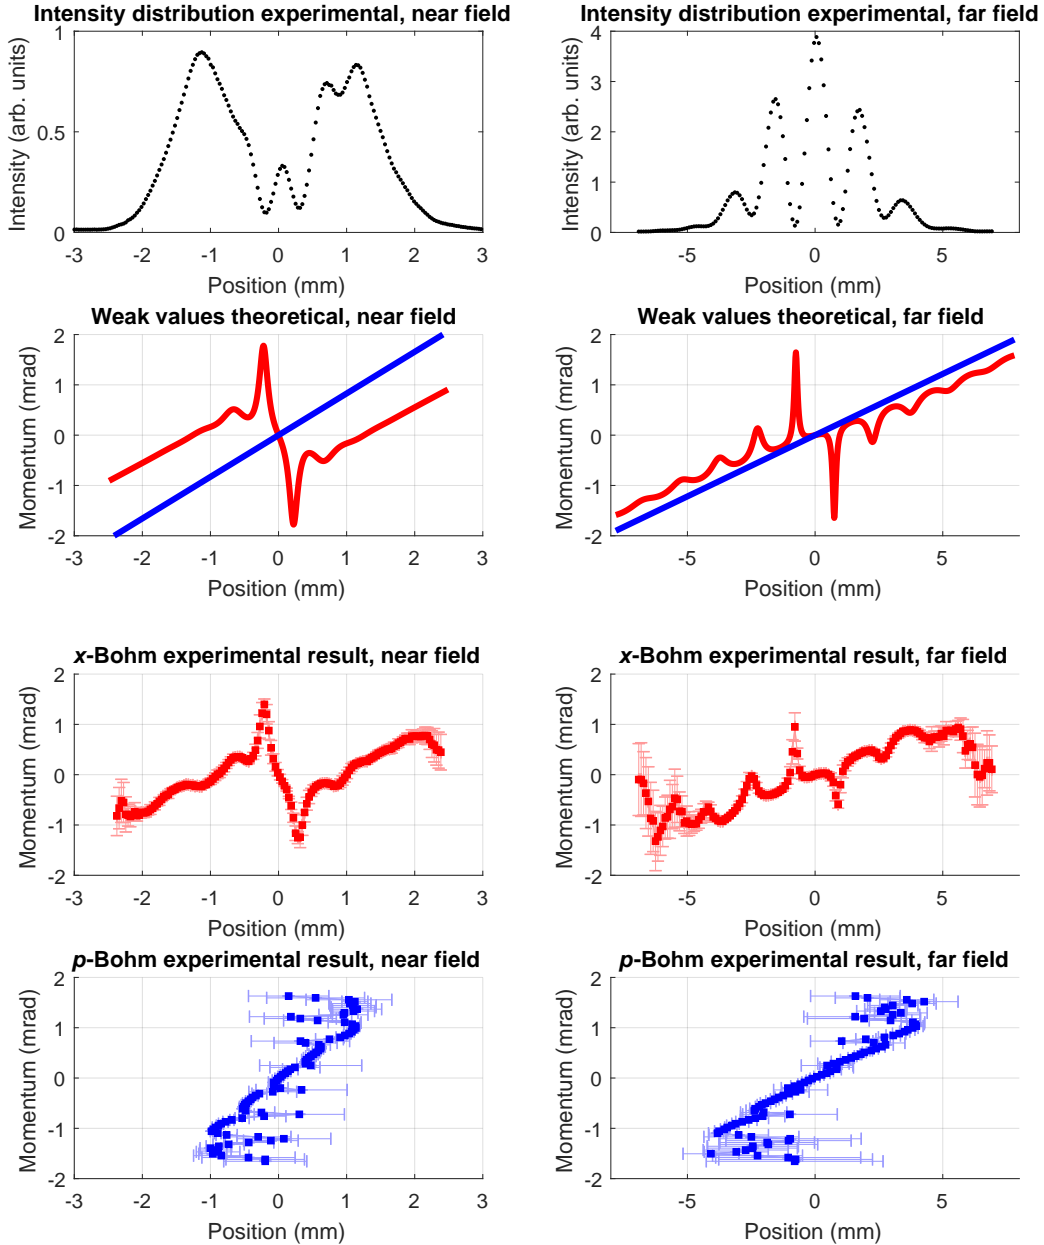 Intensity distribution experimental, near field
Intensity (arb. units)
1
0.5
0
-3 -2 -1 0 1 2 3
Position (mm)
Intensity distribution experimental, far field
Intensity (arb. units)
4
3
2
1
0
-5 0 5
Position (mm)
Weak values theoretical, near field
Momentum (mrad)
2
1
0
-1
-2
-3 -2 -1 0 1 2 3
Position (mm)
Weak values theoretical, far field
Momentum (mrad)
2
1
0
-1
-2
-5 0 5
Position (mm)
x-Bohm experimental result, near field
Momentum (mrad)
2
1
0
-1
-2
-3 -2 -1 0 1 2 3
Position (mm)
x-Bohm experimental result, far field
Momentum (mrad)
2
1
0
-1
-2
-5 0 5
Position (mm)
p-Bohm experimental result, near field
Momentum (mrad)
2
1
0
-1
-2
-3 -2 -1 0 1 2 3
Position (mm)
p-Bohm experimental result, far field
Momentum (mrad)
2
1
0
-1
-2
-5 0 5
Position (mm)